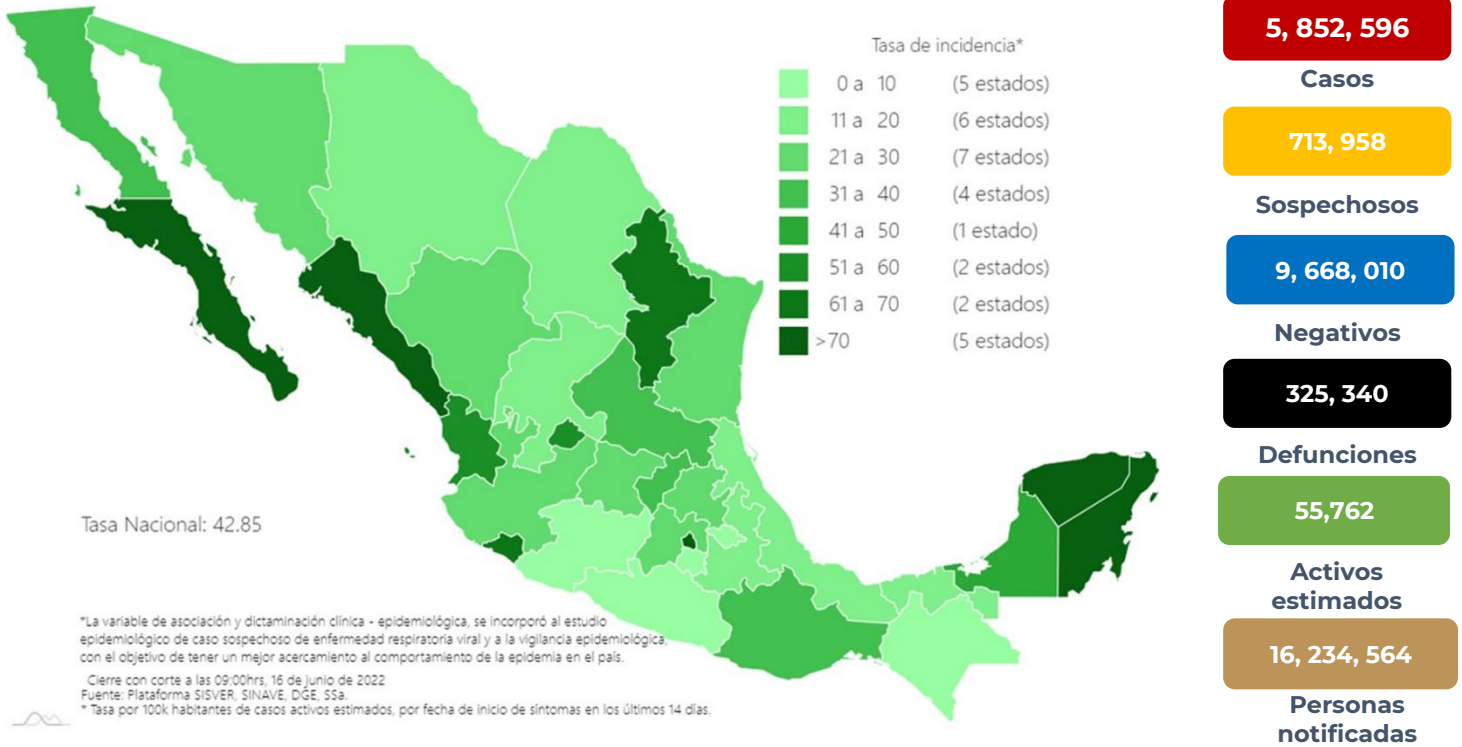 Tasa de incidencia*
0 a 10 (5 estados)
11 a 20 (6 estados)
21 a 30 (7 estados)
31 a 40 (4 estados)
41 a 50 (1 estado)
51 a 60 (2 estados)
61 a 70 (2 estados)
>70 (5 estados)
Tasa Nacional: 42.85
*La variable de asociación y dictaminación clínica - epidemiológica, se incorporó al estudio
epidemiológico de caso sospechoso de enfermedad respiratoria viral y a la vigilancia epidemiológica,
con el objetivo de tener un mejor acercamiento al comportamiento de la epidemia en el país.
Cierre con corte a las 09:00hrs, 16 de junio de 2022
Fuente: Plataforma SISVER, SINAVE, DGE, SSa.
* Tasa por 100k habitantes de casos activos estimados, por fecha de inicio de síntomas en los últimos 14 días.
5, 852, 596
Casos
713, 958
Sospechosos
9, 668, 010
Negativos
325, 340
Defunciones
55,762
Activos
estimados
16, 234, 564
Personas
notificadas